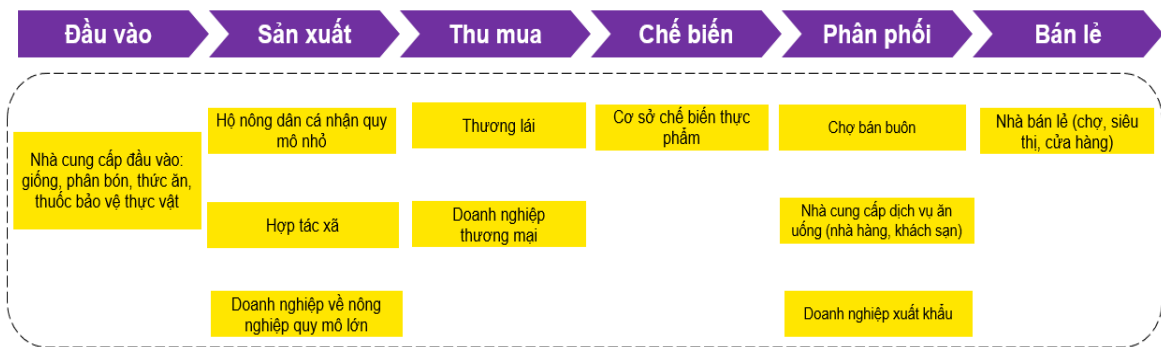 Đầu vào
Sản xuất
Thu mua
Chế biến
Phân phối
Bán lẻ
Nhà cung cấp đầu vào:
giống, phân bón, thức ăn,
thuốc bảo vệ thực vật
Hộ nông dân cá nhận quy
mô nhỏ
Hợp tác xã
Doanh nghiệp về nông
nghiệp quy mô lớn
Thương lái
Doanh nghiệp
thương mại
Cơ sở chế biến thực
phẩm
Chợ bán buôn
Nhà cung cấp dịch vụ ăn
uống (nhà hàng, khách sạn)
Doanh nghiệp xuất khẩu
Nhà bán lẻ (chợ, siêu
thị, cửa hàng)